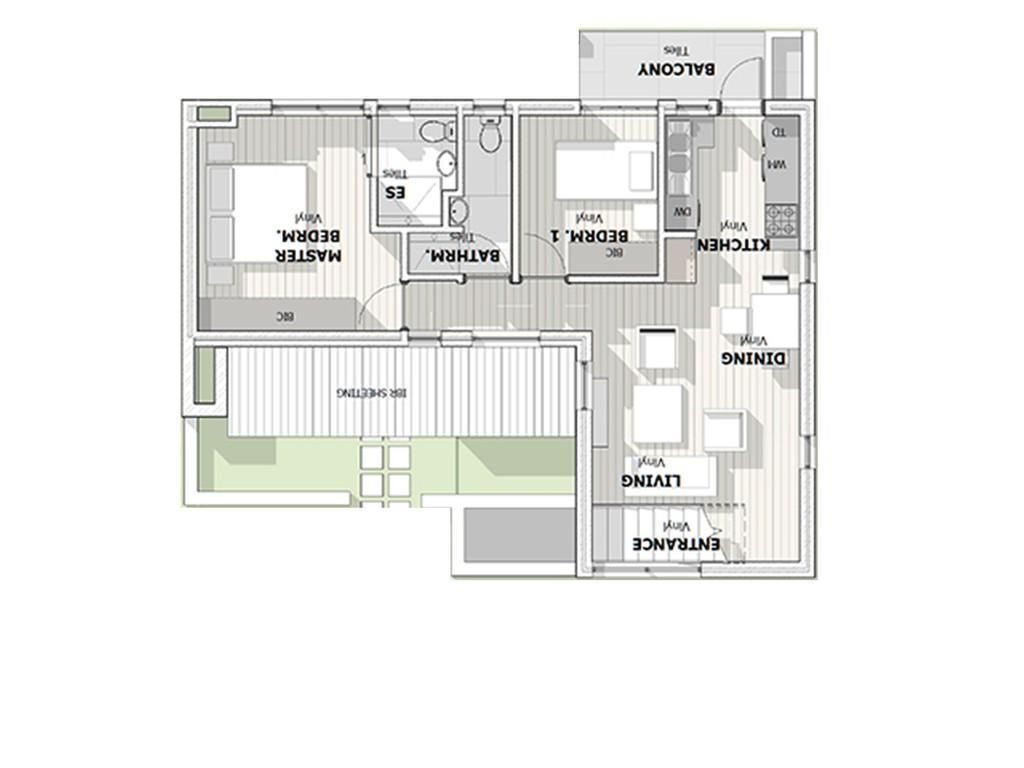 ENTRANCE
Vinyl
LIVING
Vinyl
IBR SHEETING
DINING
Vinyl
BIC
KITCHEN
Vinyl
BIC
BEDRM. 1
Vinyl
BATHRM.
Tiles
MASTER
BEDRM.
Vinyl
DW
ES
Tiles
WM
TD
BALCONY
Tiles